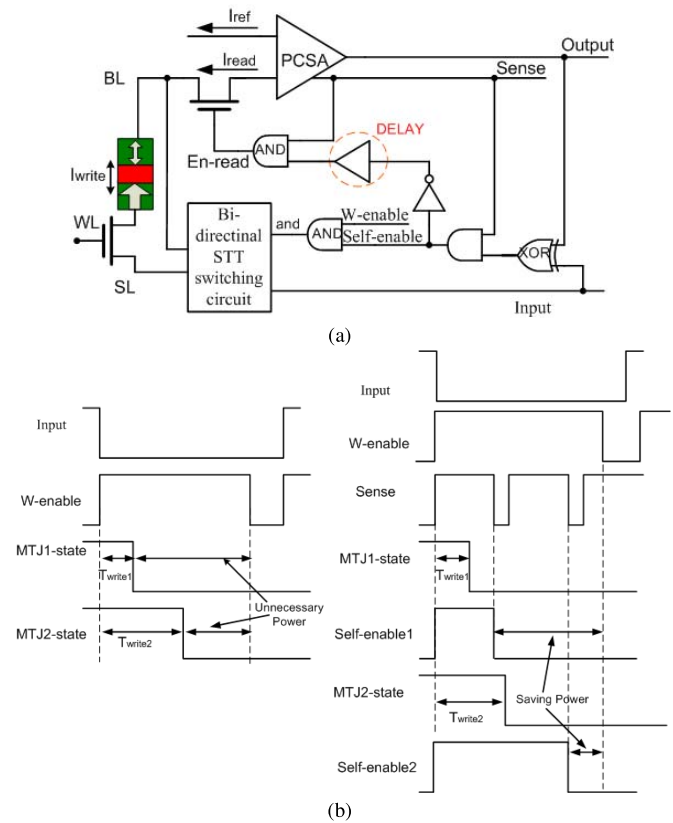 Iref
Iread
PCSA
Output
Sense
BL
DELAY
AND
En-read
Iwrite
WL
SL
Bi-
directinal
STT
switching
circuit
and
AND
W-enable
Self-enable
XOR
Input
(a)
Input
W-enable
MTJ1-state
Twrite1
Unnecessary
Power
MTJ2-state
Twrite2
Input
W-enable
Sense
MTJ1-state
Twrite1
Self-enable1
MTJ2-state
Twrite2
Saving Power
Self-enable2
(b)